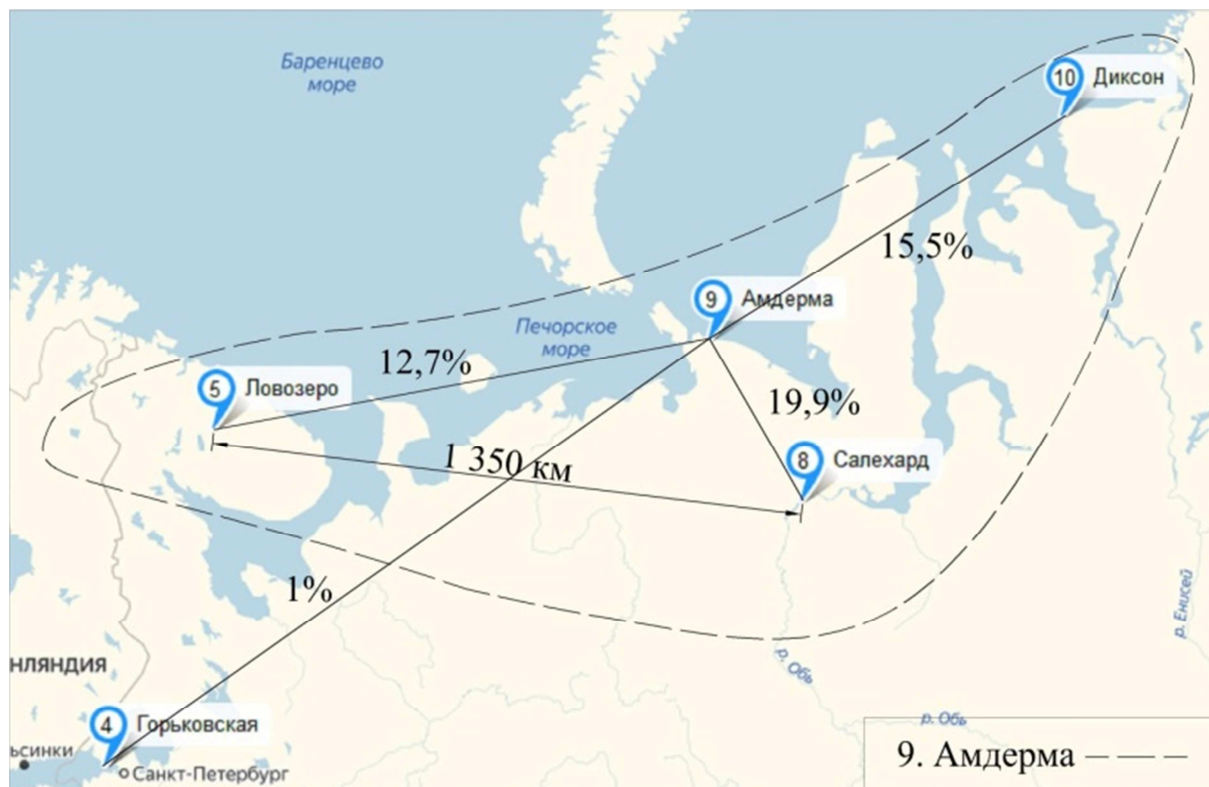 Баренцево
море
10 Диксон
15,5%
9 Амдерма
Печорское
море
12,7%
5 Ловозеро
19,9%
1 350 км
8 Салехард
1%
р. Енисей
НЛЯНДИЯ
р. Обь
4 Горьковская
р. Обь
ьсинки
Санкт-Петербург
9. Амдерма